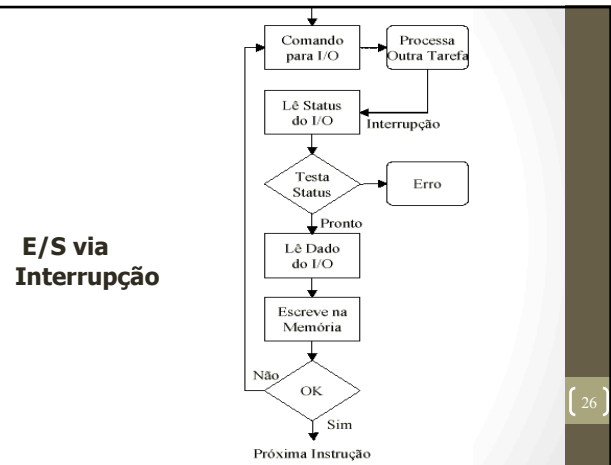 E/S via
Interrupção
Comando
para I/O
Processa
Outra Tarefa
Lê Status
do I/O
Interrupção
Testa
Status
Erro
Pronto
Lê Dado
do I/O
Escreve na
Memória
Não
OK
Sim
Próxima Instrução
26